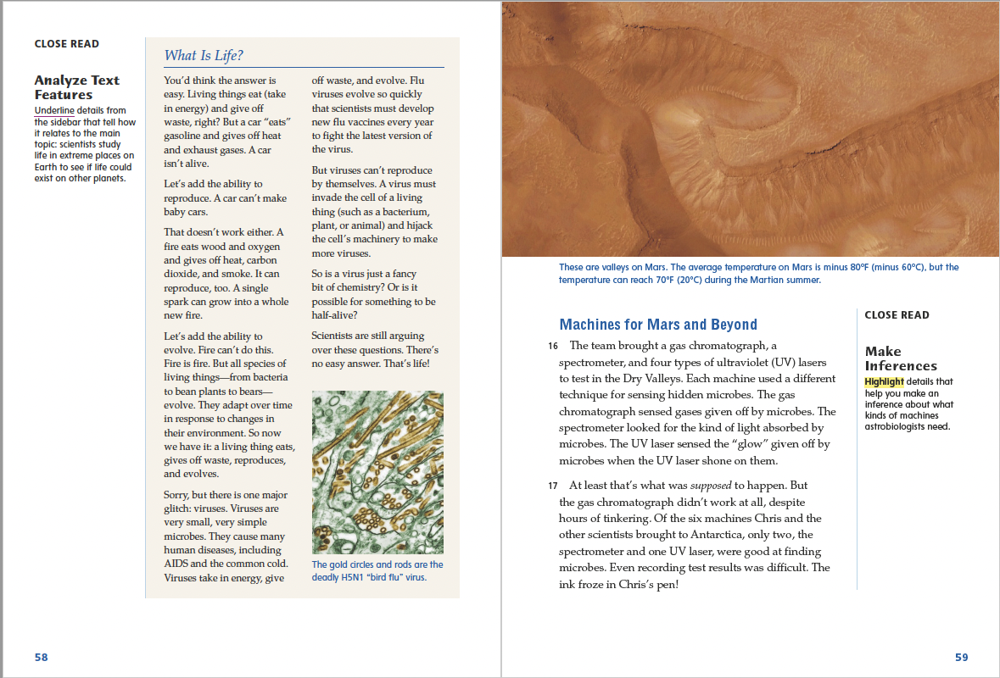 CLOSE READ
Analyze Text
Features
Underline details from
the sidebar that tell how
it relates to the main
topic: scientists study
life in extreme places on
Earth to see if life could
exist on other planets.
What Is Life?
You’d think the answer is
easy. Living things eat (take
in energy) and give off
waste, right? But a car “eats”
gasoline and gives off heat
and exhaust gases. A car
isn’t alive.
Let’s add the ability to
reproduce. A car can’t make
baby cars.
That doesn’t work either. A
fire eats wood and oxygen
and gives off heat, carbon
dioxide, and smoke. It can
reproduce, too. A single
spark can grow into a whole
new fire.
Let’s add the ability to
evolve. Fire can’t do this.
Fire is fire. But all species of
living things—from bacteria
to bean plants to bears—
evolve. They adapt over time
in response to changes in
their environment. So now
we have it: a living thing eats,
gives off waste, reproduces,
and evolves.
Sorry, but there is one major
glitch: viruses. Viruses are
very small, very simple
microbes. They cause many
human diseases, including
AIDS and the common cold.
Viruses take in energy, give
off waste, and evolve. Flu
viruses evolve so quickly
that scientists must develop
new flu vaccines every year
to fight the latest version of
the virus.
But viruses can’t reproduce
by themselves. A virus must
invade the cell of a living
thing (such as a bacterium,
plant, or animal) and hijack
the cell’s machinery to make
more viruses.
So is a virus just a fancy
bit of chemistry? Or is it
possible for something to be
half-alive?
Scientists are still arguing
over these questions. There’s
no easy answer. That’s life!
The gold circles and rods are the
deadly H5N1 “bird flu” virus.
58
These are valleys on Mars. The average temperature on Mars is minus 80°F (minus 60°C), but the
temperature can reach 70°F (20°C) during the Martian summer.
Machines for Mars and Beyond
16 The team brought a gas chromatograph, a
spectrometer, and four types of ultraviolet (UV) lasers
to test in the Dry Valleys. Each machine used a different
technique for sensing hidden microbes. The gas
chromatograph sensed gases given off by microbes. The
spectrometer looked for the kind of light absorbed by
microbes. The UV laser sensed the “glow” given off by
microbes when the UV laser shone on them.
17 At least that’s what was supposed to happen. But
the gas chromatograph didn’t work at all, despite
hours of tinkering. Of the six machines Chris and the
other scientists brought to Antarctica, only two, the
spectrometer and one UV laser, were good at finding
microbes. Even recording test results was difficult. The
ink froze in Chris’s pen!
CLOSE READ
Make
Inferences
Highlight details that
help you make an
inference about what
kinds of machines
astrobiologists need.
59